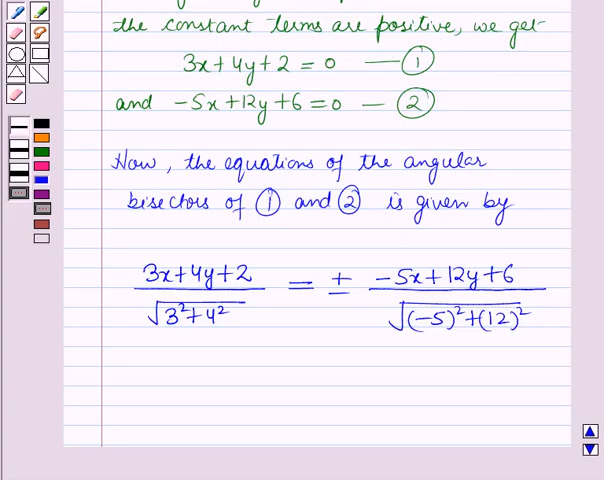 the constant terms are positive, we get
3x+4y+2=0 — ①
and -5x+12y+6=0 — ②
Now, the equations of the angular
bisectors of ① and ② is given by
3x+4y+2 / √3²+4² = ± -5x+12y+6 / √(-5)²+(12)²